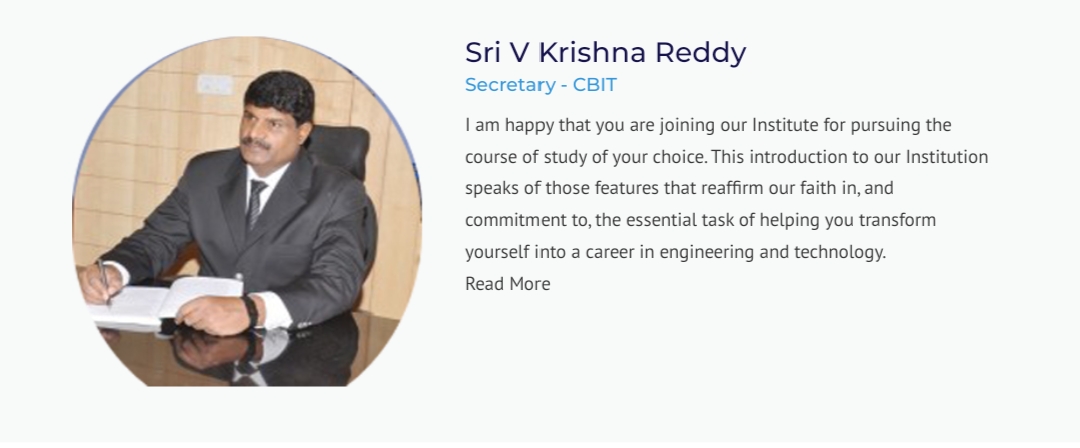 Sri V Krishna Reddy
Secretary - CBIT
I am happy that you are joining our Institute for pursuing the
course of study of your choice. This introduction to our Institution
speaks of those features that reaffirm our faith in, and
commitment to, the essential task of helping you transform
yourself into a career in engineering and technology.
Read More